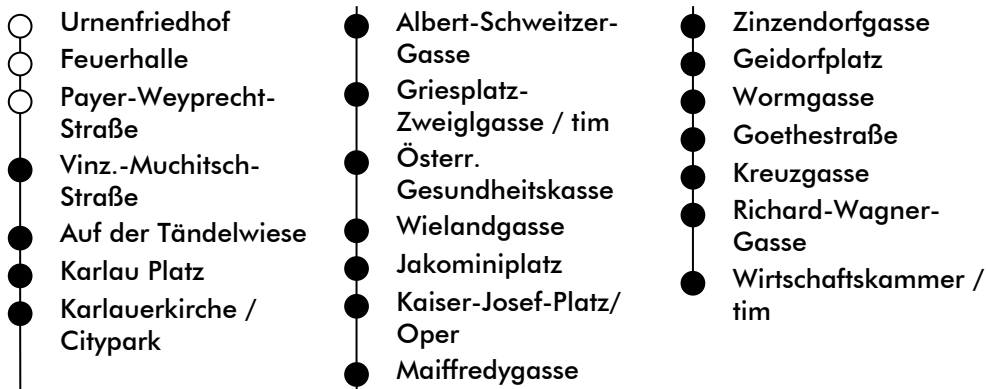 Urnenfriedhof
Feuerhalle
Payer-Weyprecht-
Straße
Vinz.-Muchitsch-
Straße
Auf der Tändelwiese
Karlau Platz
Karlauerkirche /
Citypark
Albert-Schweitzer-
Gasse
Griesplatz-
Zweiglgasse / tim
Österr.
Gesundheitskasse
Wielandgasse
Jakominiplatz
Kaiser-Josef-Platz/
Oper
Maiffredygasse
Zinzendorfgasse
Geidorfplatz
Wormgasse
Goethestraße
Kreuzgasse
Richard-Wagner-
Gasse
Wirtschaftskammer /
tim